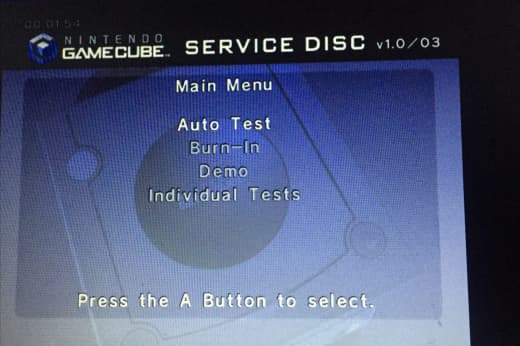 00:01:54
NINTENDO
GAMECUBE™ SERVICE DISC v1.0/03
Main Menu
Auto Test
Burn-In
Demo
Individual Tests
Press the A Button to select.